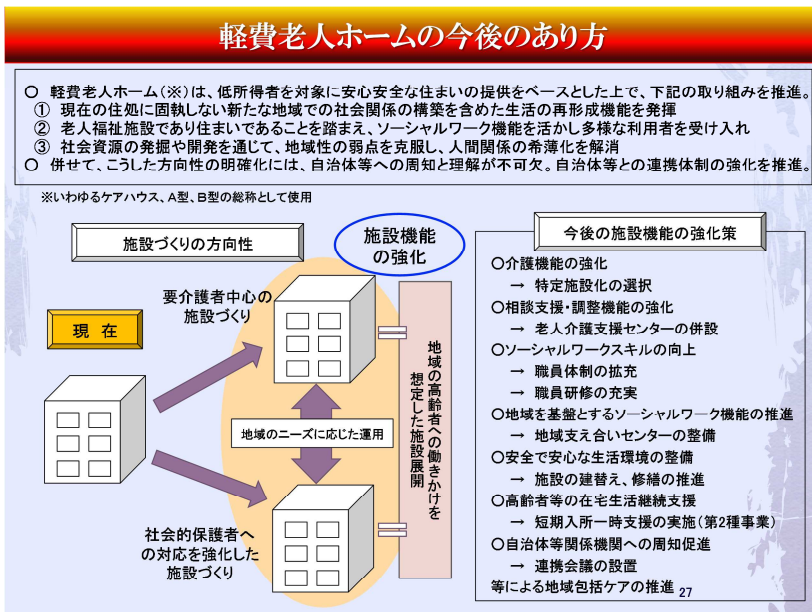 軽費老人ホームの今後のあり方
○ 軽費老人ホーム(※)は、低所得者を対象に安心安全な住まいの提供をベースとした上で、下記の取り組みを推進。
① 現在の住処に固執しない新たな地域での社会関係の構築を含めた生活の再形成機能を発揮
② 老人福祉施設であり住まいであることを踏まえ、ソーシャルワーク機能を活かし多様な利用者を受け入れ
③ 社会資源の発掘や開発を通じて、地域性の弱点を克服し、人間関係の希薄化を解消
○ 併せて、こうした方向性の明確化には、自治体等への周知と理解が不可欠。自治体等との連携体制の強化を推進。
※いわゆるケアハウス、A型、B型の総称として使用
施設づくりの方向性
施設機能
の強化
要介護者中心の
施設づくり
現 在
地域のニーズに応じた運用
社会的保護者へ
の対応を強化した
施設づくり
地域の高齢者への働きかけを
想定した施設展開
今後の施設機能の強化策
○介護機能の強化
→ 特定施設化の選択
○相談支援・調整機能の強化
→ 老人介護支援センターの併設
○ソーシャルワークスキルの向上
→ 職員体制の拡充
→ 職員研修の充実
○地域を基盤とするソーシャルワーク機能の推進
→ 地域支え合いセンターの整備
○安全で安心な生活環境の整備
→ 施設の建替え、修繕の推進
○高齢者等の在宅生活継続支援
→ 短期入所一時支援の実施(第2種事業)
○自治体等関係機関への周知促進
→ 連携会議の設置
等による地域包括ケアの推進
27